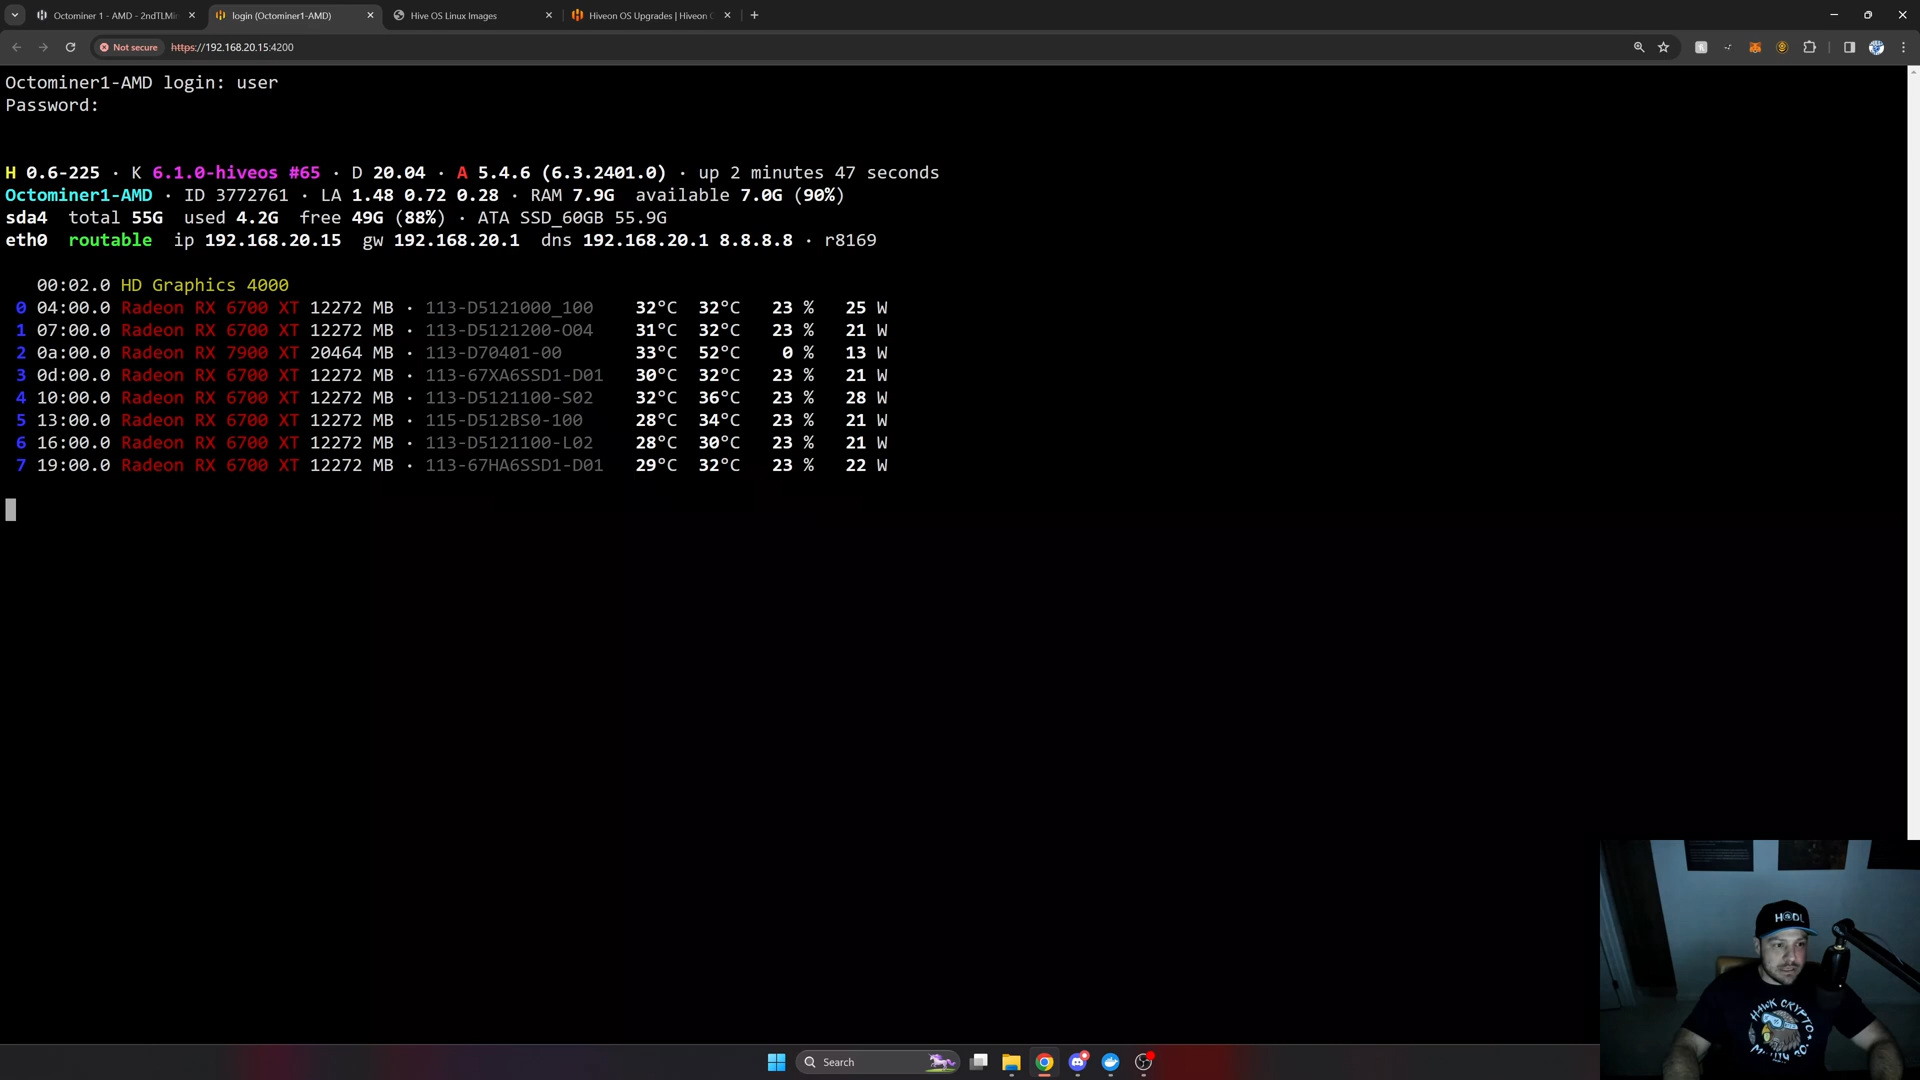 Octominer 1 - AMD - 2ndTLMi
login (Octominer1-AMD)
Hive OS Linux Images
Hiveon OS Upgrades | Hiveon
Not secure
https://192.168.20.15:4200
Octominer1-AMD login: user
Password:
H 0.6-225 · K 6.1.0-hiveos #65 · D 20.04 · A 5.4.6 (6.3.2401.0) · up 2 minutes 47 seconds
Octominer1-AMD · ID 3772761 · LA 1.48 0.72 0.28 · RAM 7.9G available 7.0G (90%)
sda4 total 55G used 4.2G free 49G (88%) · ATA SSD_60GB 55.9G
eth0 routable ip 192.168.20.15 gw 192.168.20.1 dns 192.168.20.1 8.8.8.8 · r8169
00:02.0 HD Graphics 4000
0 04:00.0 Radeon RX 6700 XT 12272 MB · 113-D5121000_100 32°C 32°C 23 % 25 W
1 07:00.0 Radeon RX 6700 XT 12272 MB · 113-D5121200-O04 31°C 32°C 23 % 21 W
2 0a:00.0 Radeon RX 7900 XT 20464 MB · 113-D70401-00 33°C 52°C 0 % 13 W
3 0d:00.0 Radeon RX 6700 XT 12272 MB · 113-67XA6SSD1-D01 30°C 32°C 23 % 21 W
4 10:00.0 Radeon RX 6700 XT 12272 MB · 113-D5121100-S02 32°C 36°C 23 % 28 W
5 13:00.0 Radeon RX 6700 XT 12272 MB · 115-D512BS0-100 28°C 34°C 23 % 21 W
6 16:00.0 Radeon RX 6700 XT 12272 MB · 113-D5121100-L02 28°C 30°C 23 % 21 W
7 19:00.0 Radeon RX 6700 XT 12272 MB · 113-67HA6SSD1-D01 29°C 32°C 23 % 22 W
HODL
HAWK CRYPTO
Search